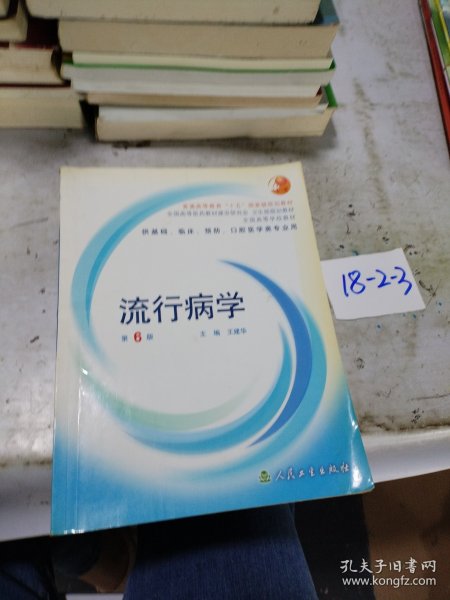 普通高等教育“十五”国家级规划教材
全国高等医药教材建设研究会 卫生部规划教材
全国高等学校教材
供基础、临床、预防、口腔医学类专业用
流行病学
第6版
主编 王建华
人民卫生出版社
18-2-3
孔夫子旧书网
www.kongfz.com